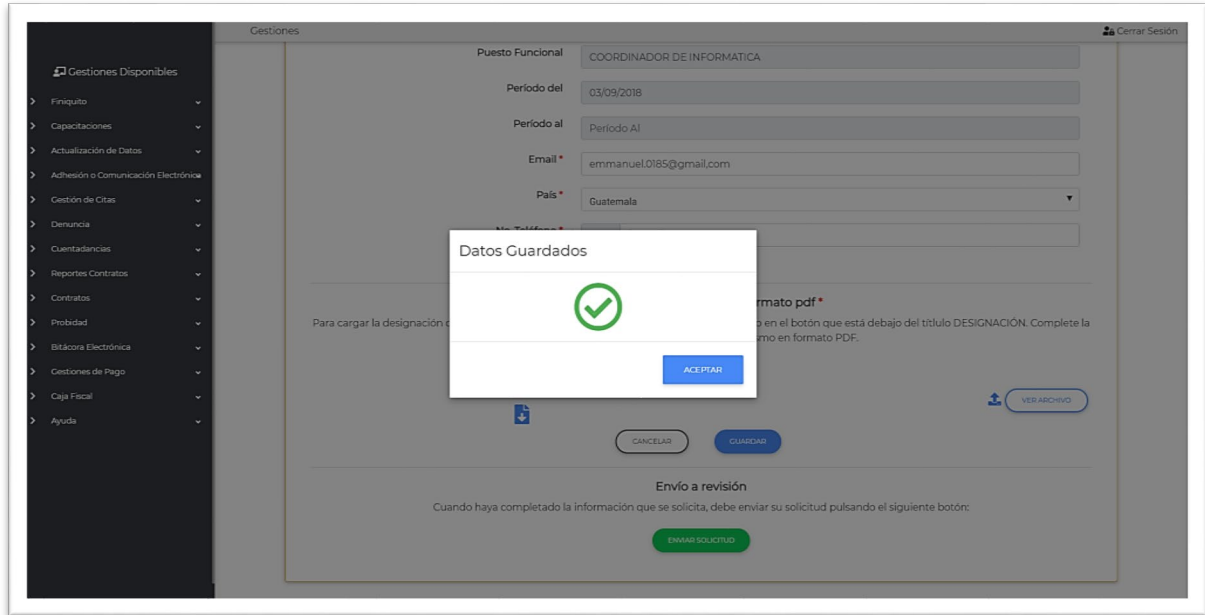 Gestiones
Cerrar Sesión
Gestiones Disponibles
Finiquito
Capacitaciones
Actualización de Datos
Adhesión o Comunicación Electrónica
Gestión de Citas
Denuncia
Cuentadancias
Reportes Contratos
Contratos
Probidad
Bitácora Electrónica
Gestiones de Pago
Caja Fiscal
Ayuda
Puesto Funcional COORDINADOR DE INFORMATICA
Período del 03/09/2018
Período al Período Al
Email * emmanuel.0185@gmail,com
País * Guatemala
No. Teléfono *
Datos Guardados
ACEPTAR
rmato pdf *
Para cargar la designación
en el botón que está debajo del títlulo DESIGNACIÓN. Complete la
smo en formato PDF.
VER ARCHIVO
CANCELAR GUARDAR
Envío a revisión
Cuando haya completado la información que se solicita, debe enviar su solicitud pulsando el siguiente botón:
ENVIAR SOLICITUD